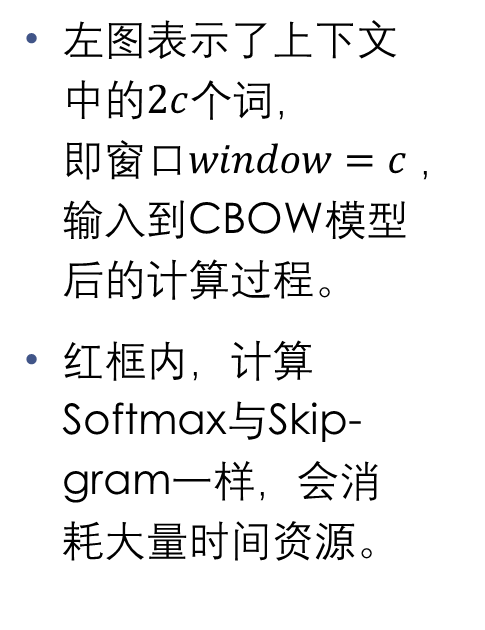 • 左图表示了上下文
中的2c个词，
即窗口window = c，
输入到CBOW模型
后的计算过程。
• 红框内，计算
Softmax与Skip-
gram一样，会消
耗大量时间资源。